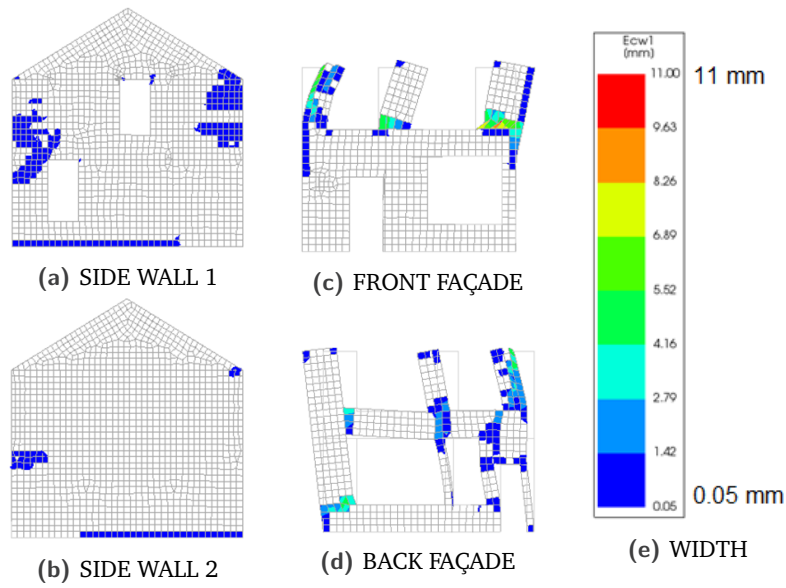 Ecw1
(mm)
11.00
11 mm
9.63
8.26
6.89
5.52
4.16
2.79
1.42
0.05
0.05 mm
(a) SIDE WALL 1
(c) FRONT FAÇADE
(b) SIDE WALL 2
(d) BACK FAÇADE
(e) WIDTH